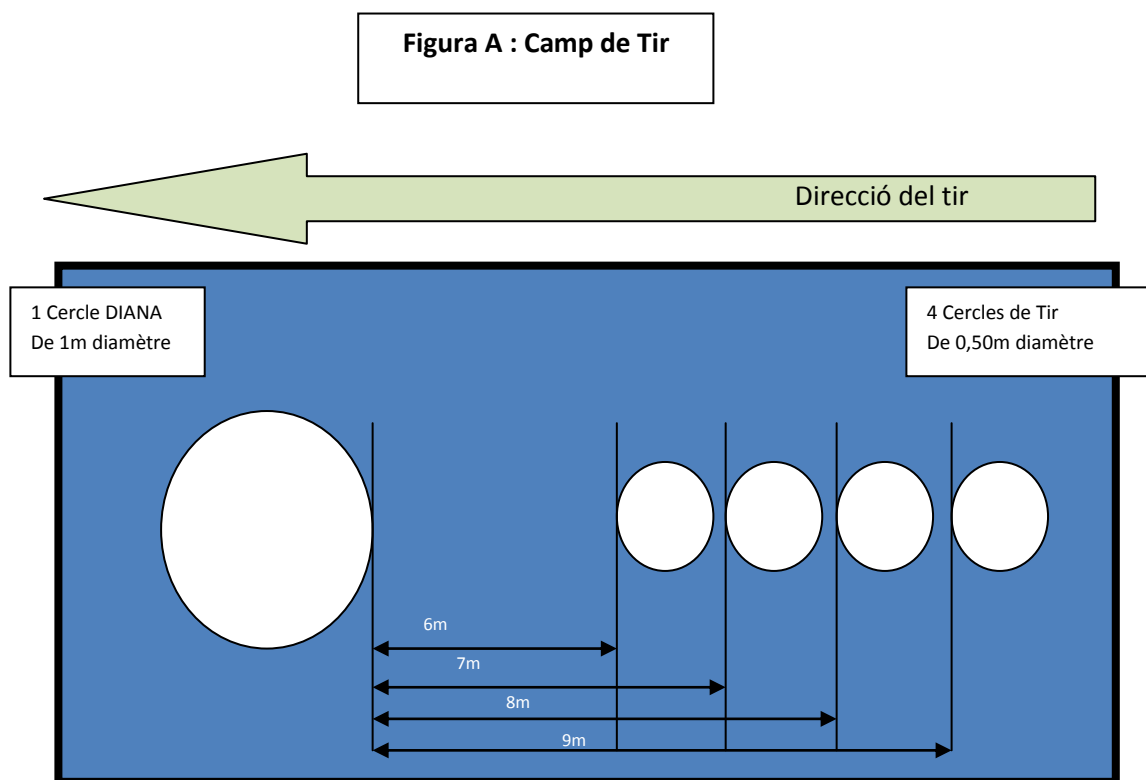 Figura A : Camp de Tir
Direcció del tir
1 Cercle DIANA
De 1m diamètre
4 Cercles de Tir
De 0,50m diamètre
6m
7m
8m
9m